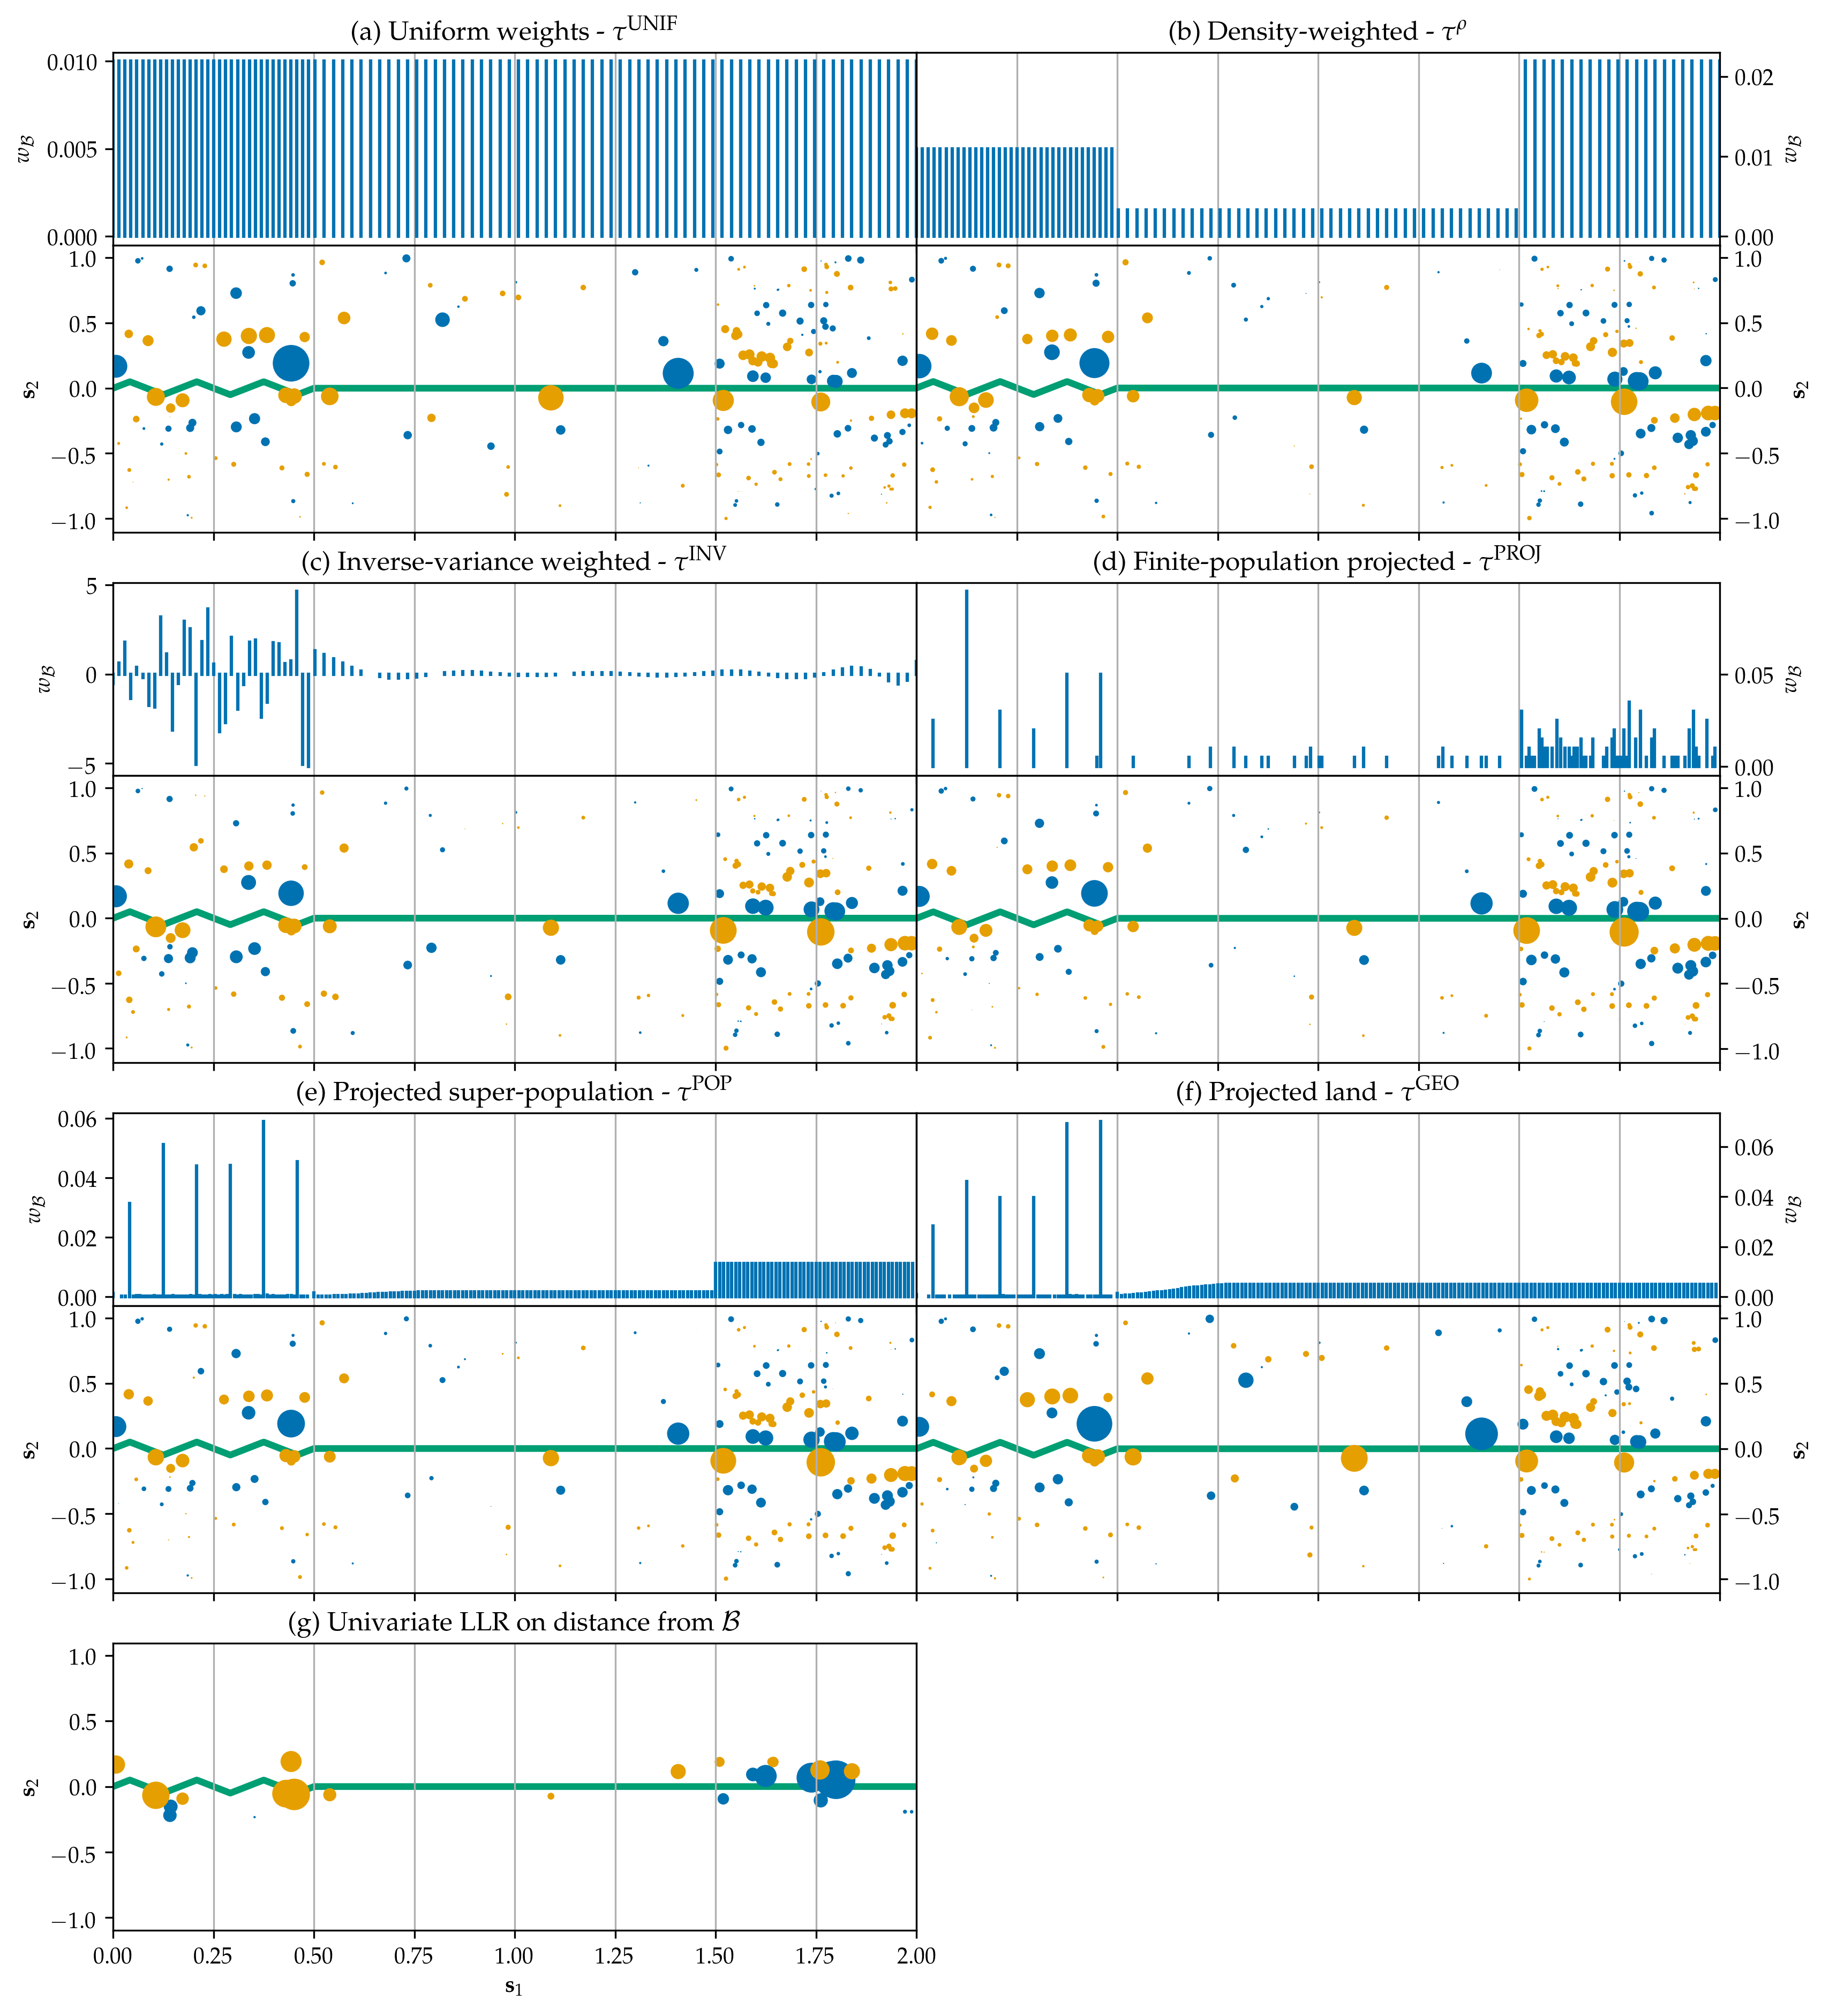 (a) Uniform weights - τ^UNIF
(b) Density-weighted - τ^ρ
0.010
0.005
0.000
w_ℬ
0.02
0.01
0.00
w_ℬ
1.0
0.5
0.0
−0.5
−1.0
s₂
1.0
0.5
0.0
−0.5
−1.0
s₂
(c) Inverse-variance weighted - τ^INV
(d) Finite-population projected - τ^PROJ
5
0
−5
w_ℬ
0.05
0.00
w_ℬ
1.0
0.5
0.0
−0.5
−1.0
s₂
1.0
0.5
0.0
−0.5
−1.0
s₂
(e) Projected super-population - τ^POP
(f) Projected land - τ^GEO
0.06
0.04
0.02
0.00
w_ℬ
0.06
0.04
0.02
0.00
w_ℬ
1.0
0.5
0.0
−0.5
−1.0
s₂
1.0
0.5
0.0
−0.5
−1.0
s₂
(g) Univariate LLR on distance from ℬ
1.0
0.5
0.0
−0.5
−1.0
s₂
0.00 0.25 0.50 0.75 1.00 1.25 1.50 1.75 2.00
s₁